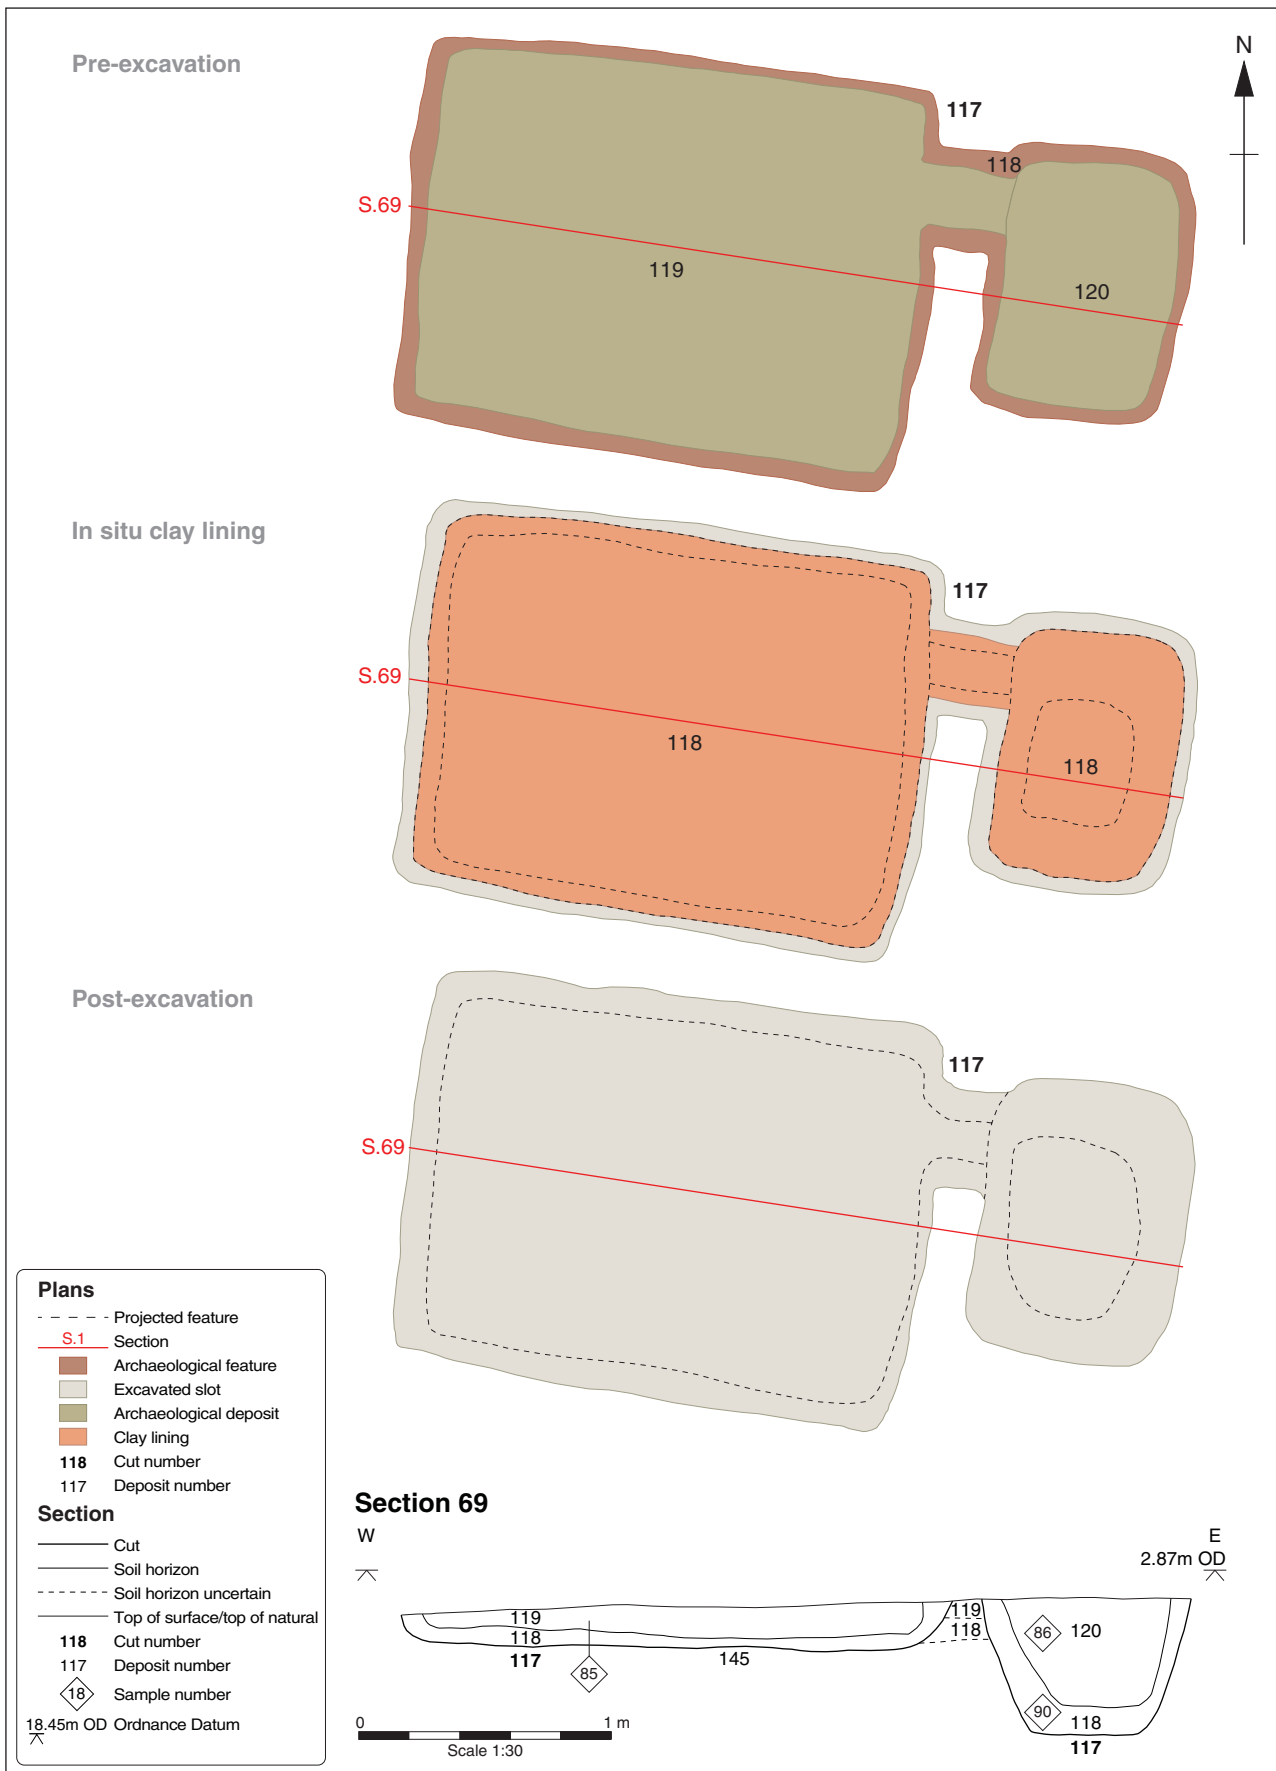 Pre-excavation
N
117
118
S.69
119
120
In situ clay lining
117
S.69
118
118
Post-excavation
117
S.69
Plans
Projected feature
S.1 Section
Archaeological feature
Excavated slot
Archaeological deposit
Clay lining
118 Cut number
117 Deposit number
Section
Cut
Soil horizon
Soil horizon uncertain
Top of surface/top of natural
118 Cut number
117 Deposit number
18 Sample number
18.45m OD Ordnance Datum
Section 69
W
E
2.87m OD
119
119
118
118
86
120
117
145
85
90
118
117
0
1 m
Scale 1:30